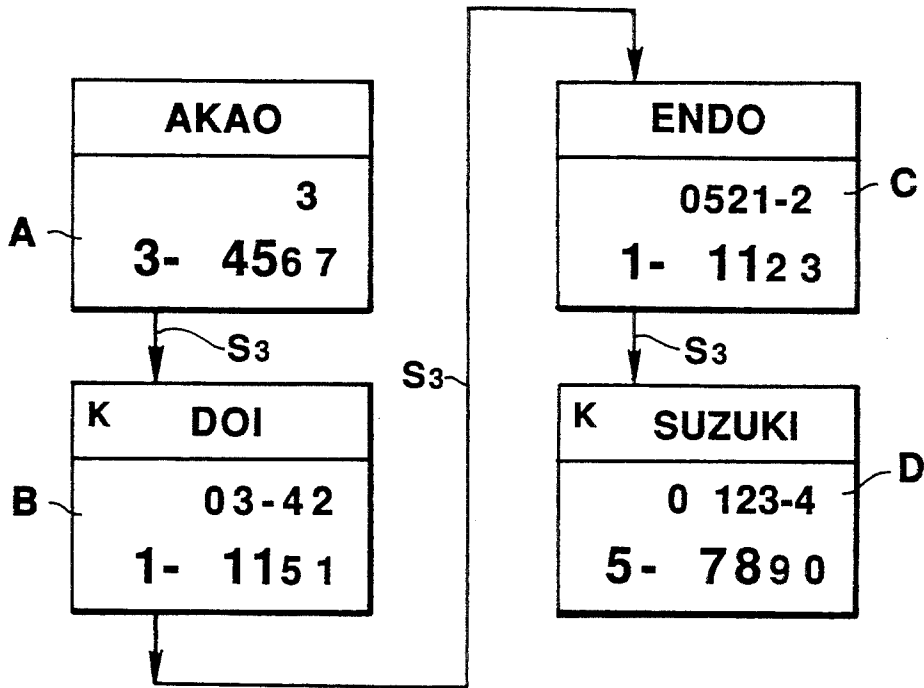 AKAO
3
A
3- 4567
S3
K DOI
B
03-42
1- 1151
S3
ENDO
C
0521-2
1- 1123
S3
K SUZUKI
D
0 123-4
5- 7890